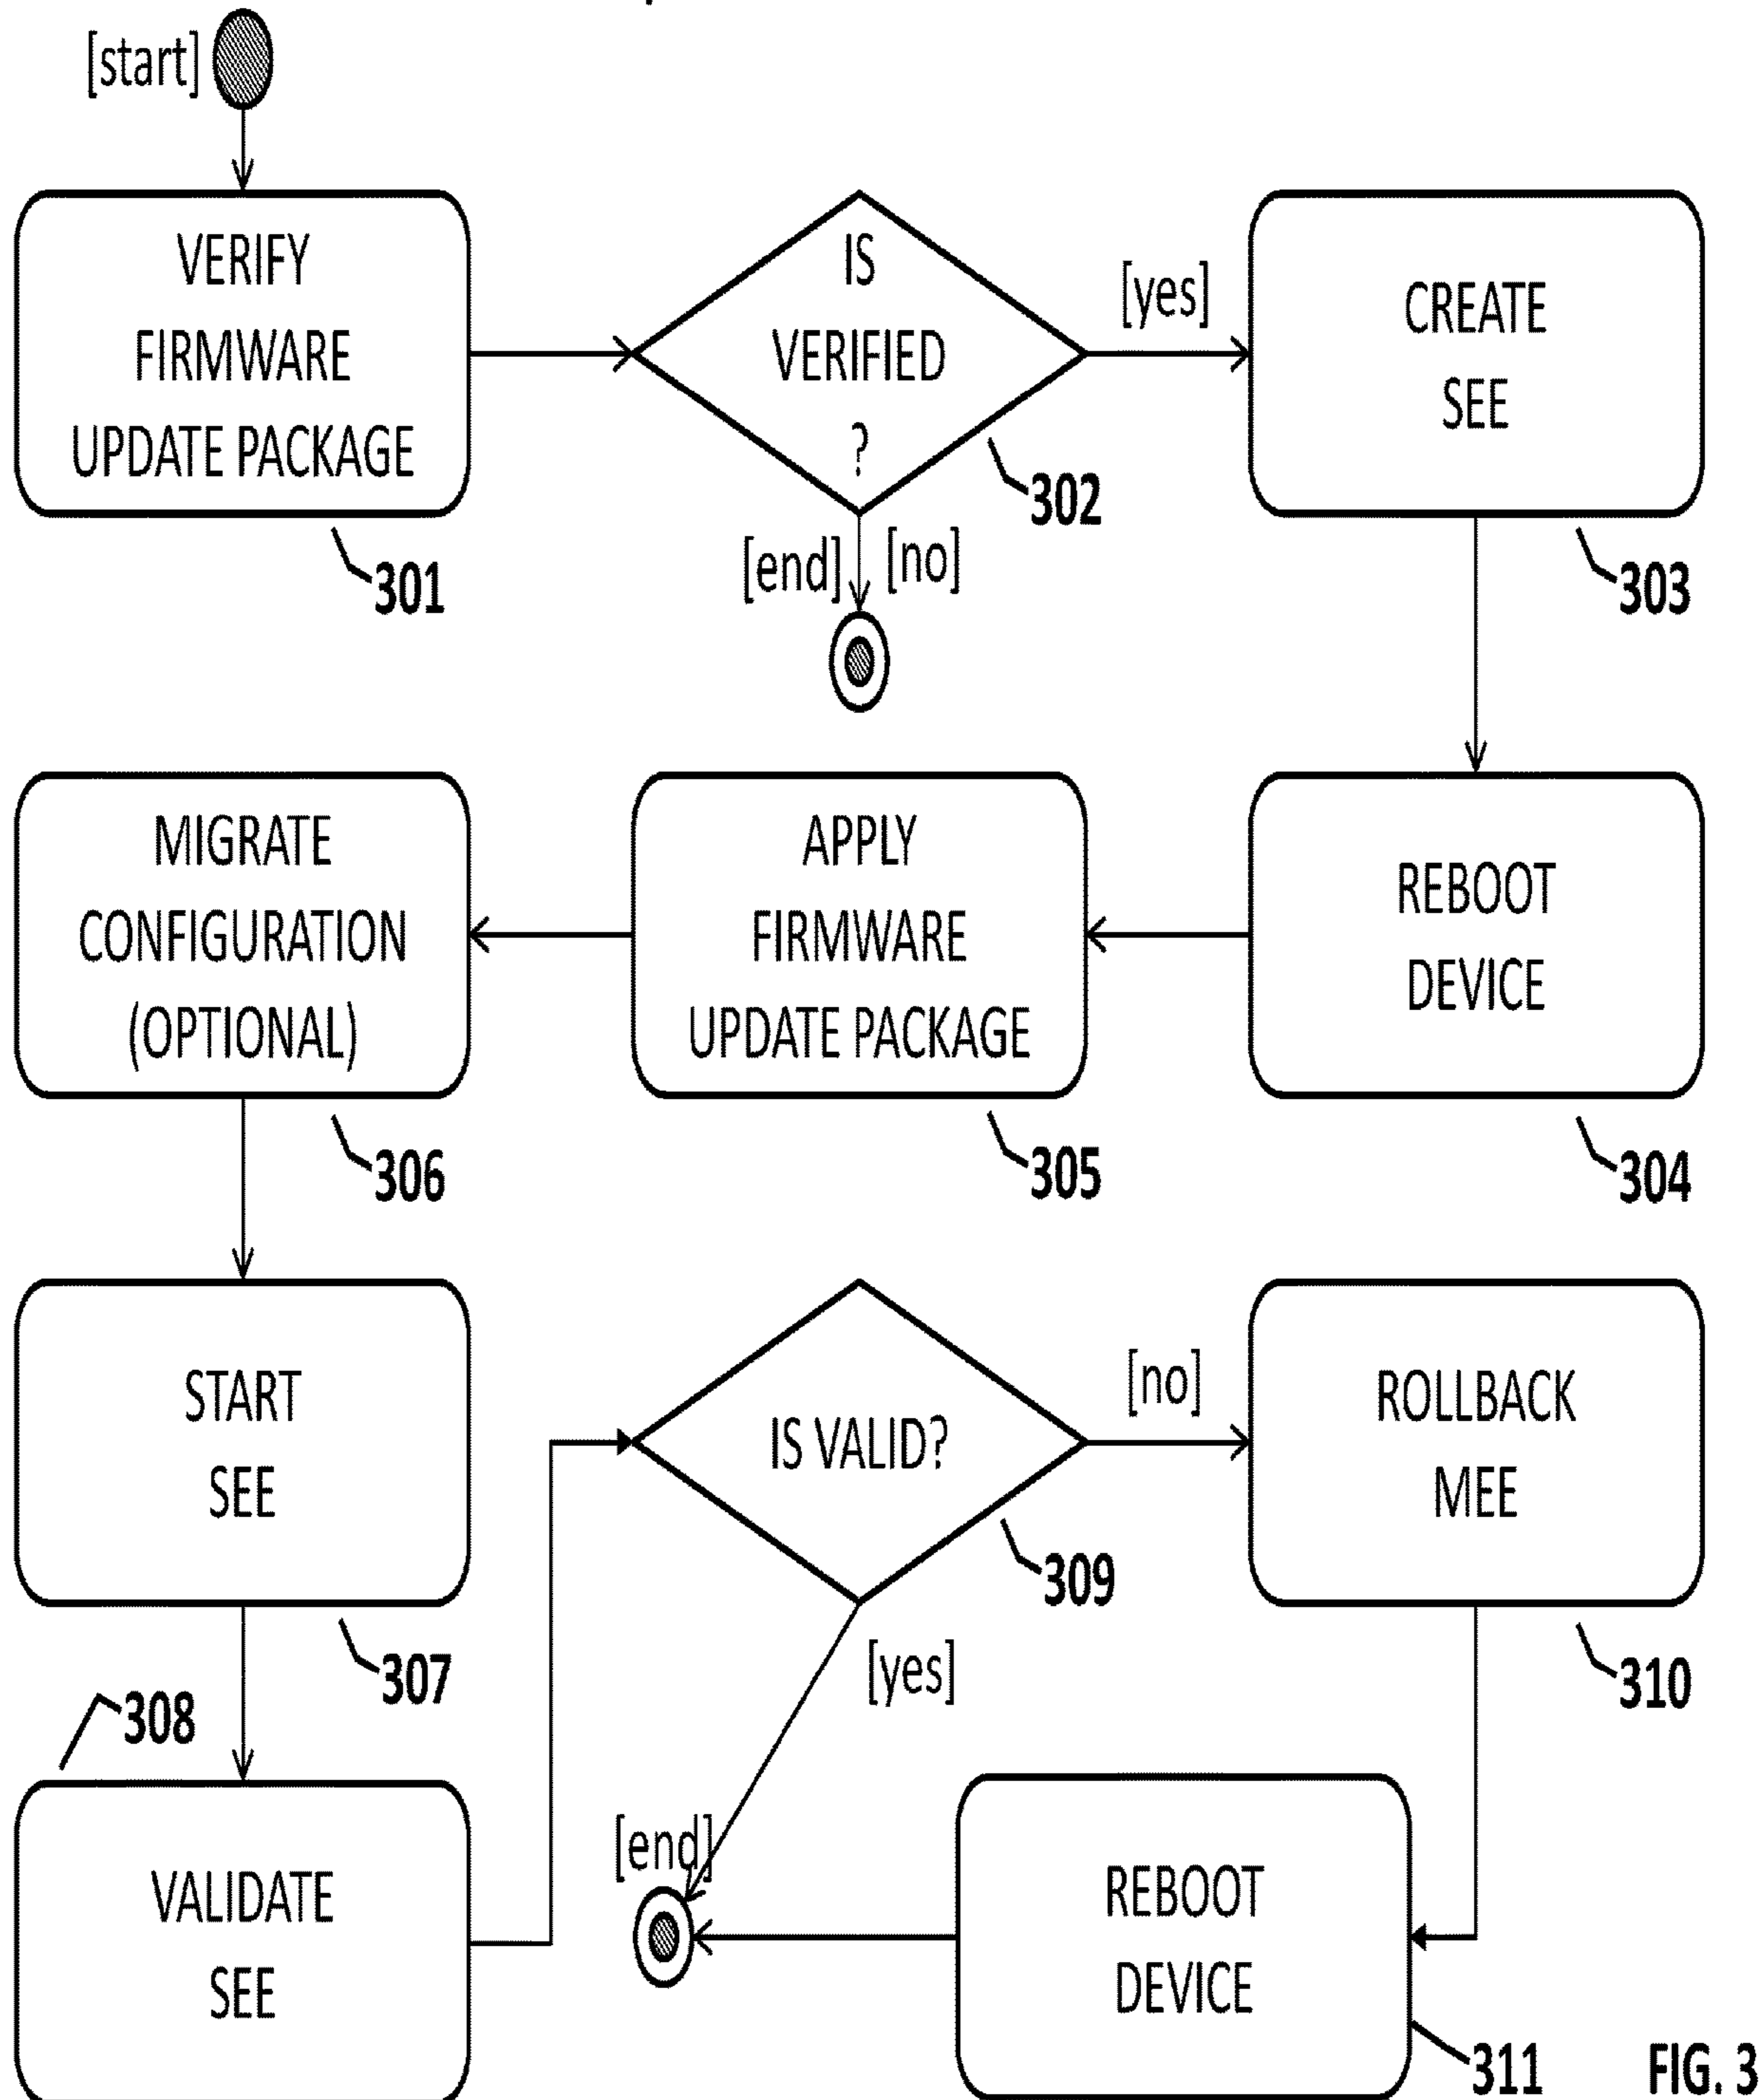 [start]
VERIFY
FIRMWARE
UPDATE PACKAGE
301
IS
VERIFIED
?
302
[yes]
[end]
[no]
CREATE
SEE
303
REBOOT
DEVICE
304
APPLY
FIRMWARE
UPDATE PACKAGE
305
MIGRATE
CONFIGURATION
(OPTIONAL)
306
START
SEE
307
308
VALIDATE
SEE
IS VALID?
309
[no]
[yes]
ROLLBACK
MEE
310
REBOOT
DEVICE
311
[end]
FIG. 3